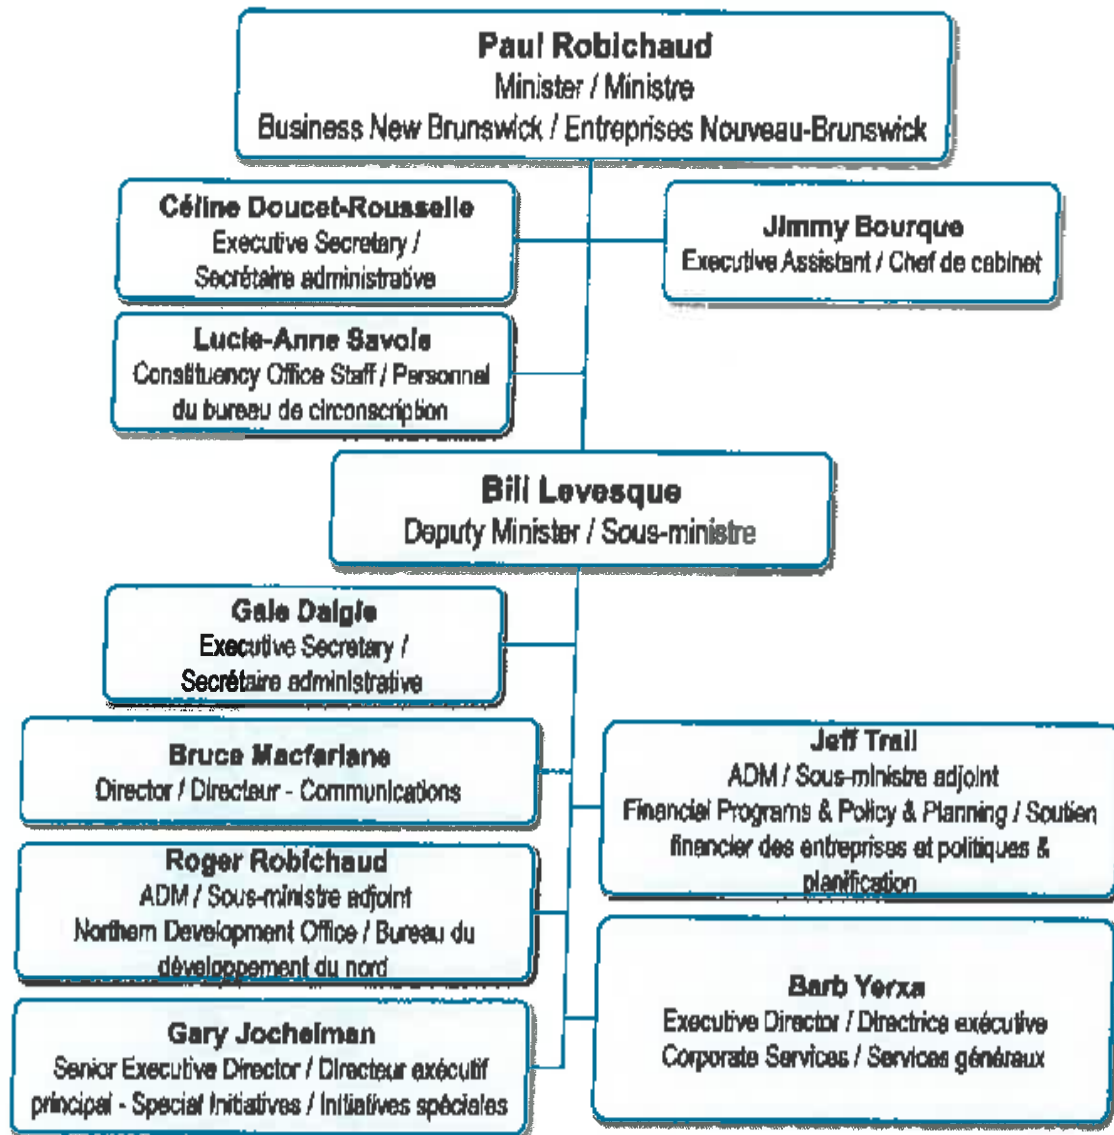 Paul Robichaud
Minister / Ministre
Business New Brunswick / Entreprises Nouveau-Brunswick
Céline Doucet-Rousselle
Executive Secretary /
Secrétaire administrative
Jimmy Bourque
Executive Assistant / Chef de cabinet
Lucie-Anne Savoie
Constituency Office Staff / Personnel
du bureau de circonscription
Bill Levesque
Deputy Minister / Sous-ministre
Gale Daigle
Executive Secretary /
Secrétaire administrative
Bruce Macfarlane
Director / Directeur - Communications
Jeff Trail
ADM / Sous-ministre adjoint
Financial Programs & Policy & Planning / Soutien
financier des entreprises et politiques &
planification
Roger Robichaud
ADM / Sous-ministre adjoint
Northern Development Office / Bureau du
développement du nord
Barb Yerxa
Executive Director / Directrice exécutive
Corporate Services / Services généraux
Gary Jochelman
Senior Executive Director / Directeur exécutif
principal - Special Initiatives / Initiatives spéciales